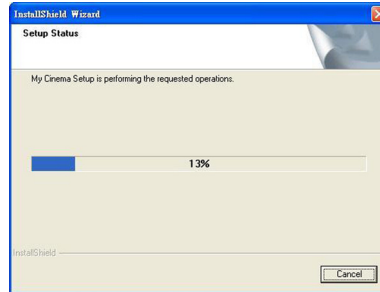 InstallShield Wizard
Setup Status
My Cinema Setup is performing the requested operations.
13%
InstallShield
Cancel